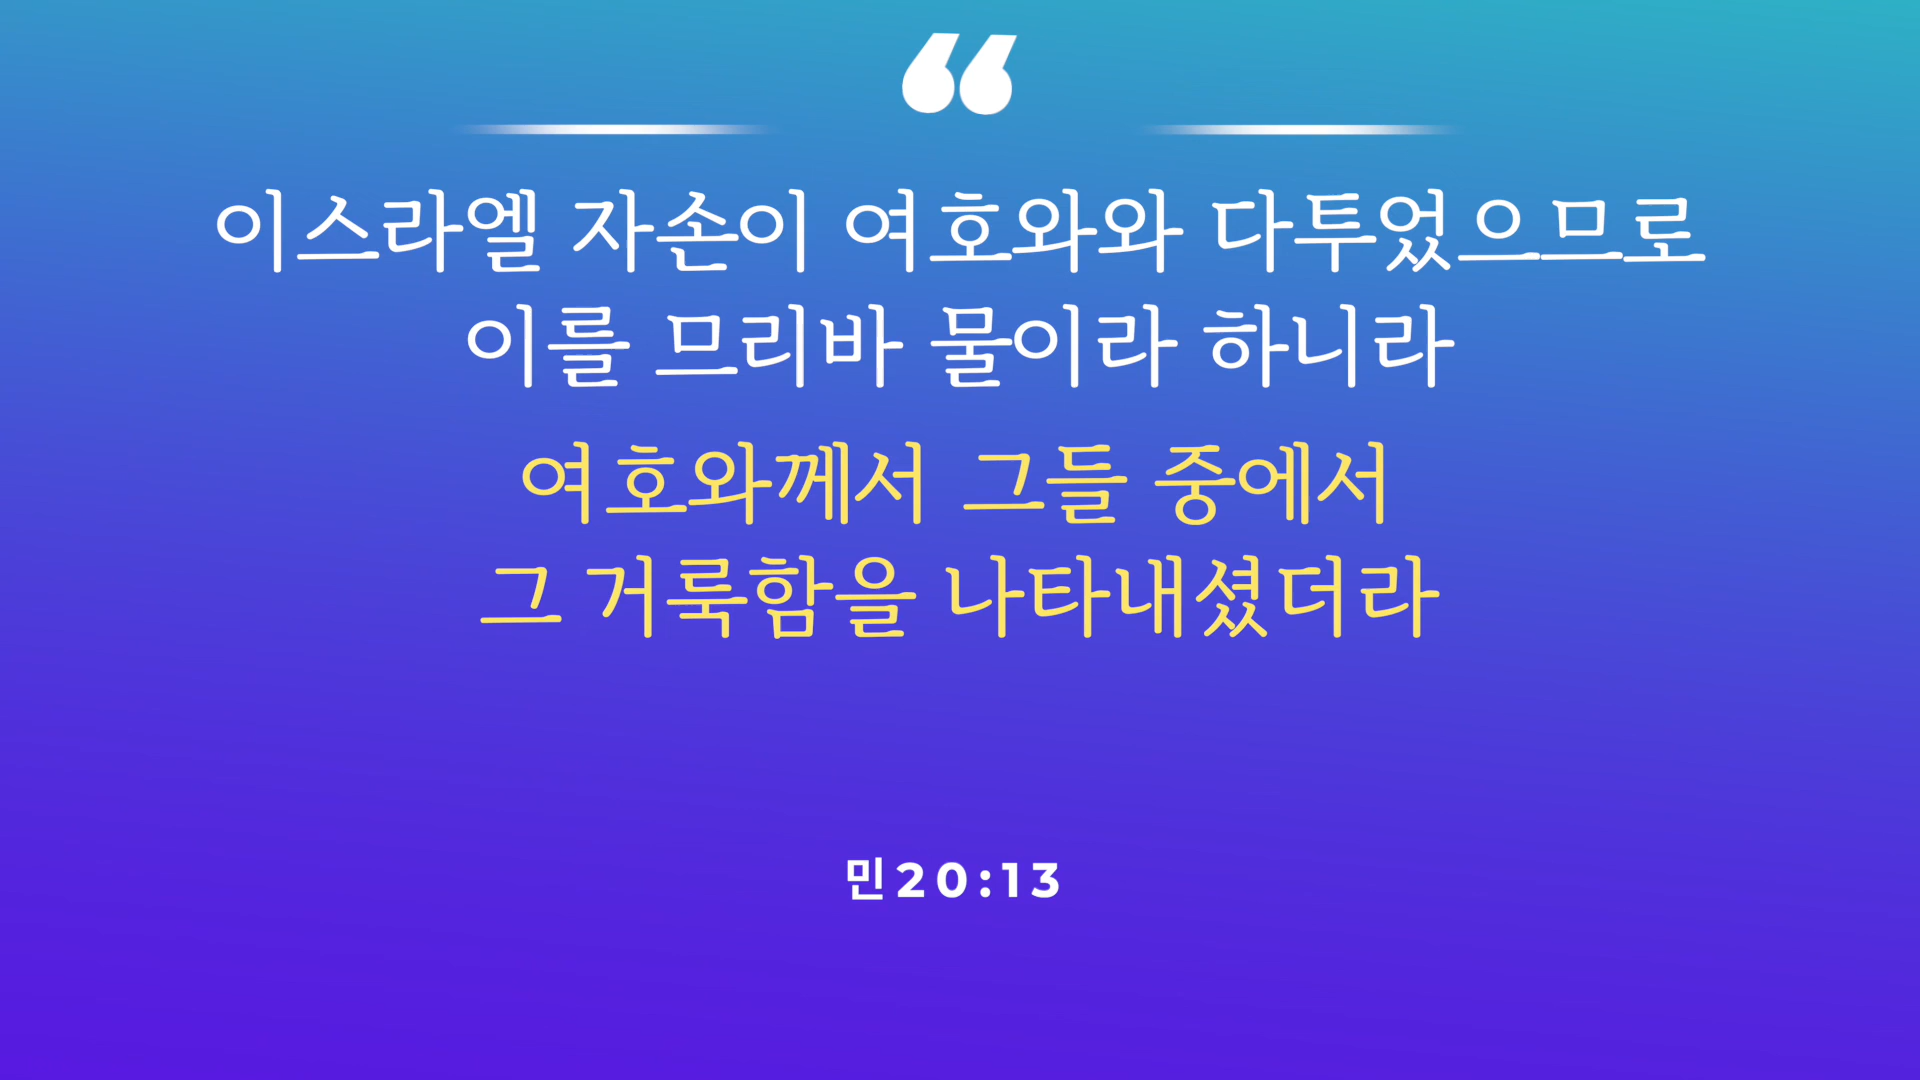 “
이스라엘 자손이 여호와와 다투었으므로
이를 므리바 물이라 하니라
여호와께서 그들 중에서
그 거룩함을 나타내셨더라
민20:13